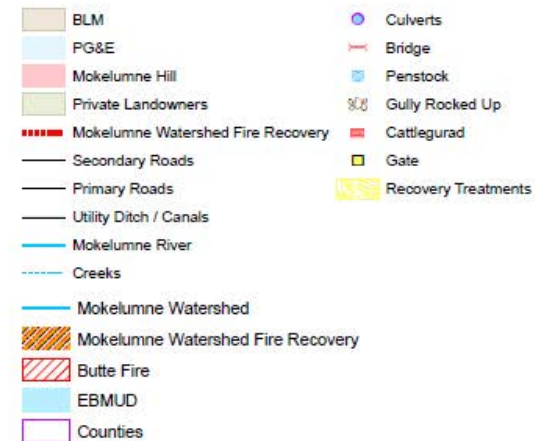 BLM
PG&E
Mokelumne Hill
Private Landowners
Mokelumne Watershed Fire Recovery
Secondary Roads
Primary Roads
Utility Ditch / Canals
Mokelumne River
Creeks
Mokelumne Watershed
Mokelumne Watershed Fire Recovery
Butte Fire
EBMUD
Counties
Culverts
Bridge
Penstock
Gully Rocked Up
Cattlegurad
Gate
Recovery Treatments